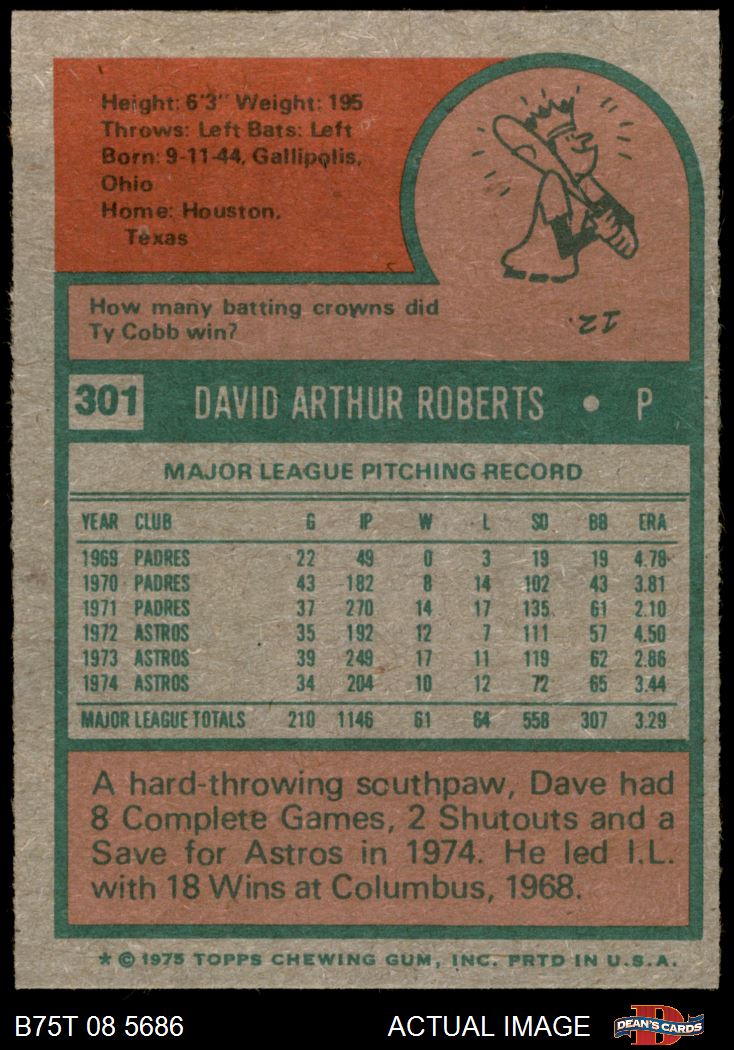 Height: 6'3" Weight: 195
Throws: Left Bats: Left
Born: 9-11-44, Gallipolis,
Ohio
Home: Houston,
Texas
How many batting crowns did
Ty Cobb win?
12.
301 DAVID ARTHUR ROBERTS • P
MAJOR LEAGUE PITCHING RECORD
YEAR CLUB G IP W L SO BB ERA
1969 PADRES 22 49 0 3 19 19 4.78
1970 PADRES 43 182 8 14 102 43 3.81
1971 PADRES 37 270 14 17 135 61 2.10
1972 ASTROS 35 192 12 7 111 57 4.50
1973 ASTROS 39 249 17 11 119 62 2.86
1974 ASTROS 34 204 10 12 72 65 3.44
MAJOR LEAGUE TOTALS 210 1146 61 64 558 307 3.29
A hard-throwing southpaw, Dave had
8 Complete Games, 2 Shutouts and a
Save for Astros in 1974. He led I.L.
with 18 Wins at Columbus, 1968.
* © 1975 TOPPS CHEWING GUM, INC. PRTD IN U.S.A.
B75T 08 5686 ACTUAL IMAGE DEAN'S CARDS